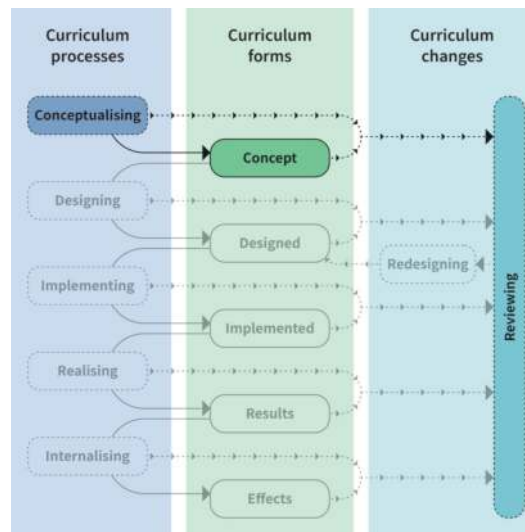 Curriculum
processes
Curriculum
forms
Curriculum
changes
Conceptualising
Concept
Designing
Designed
Redesigning
Implementing
Implemented
Reviewing
Realising
Results
Internalising
Effects